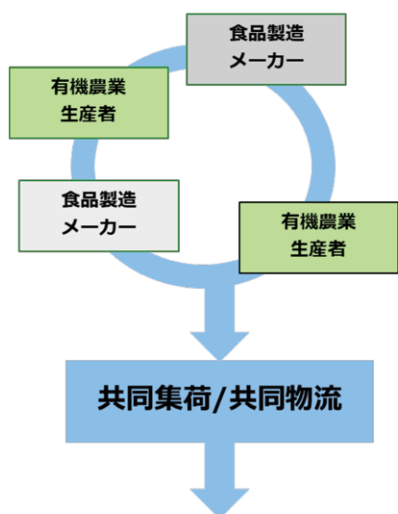 食品製造
メーカー
有機農業
生産者
食品製造
メーカー
有機農業
生産者
共同集荷/共同物流